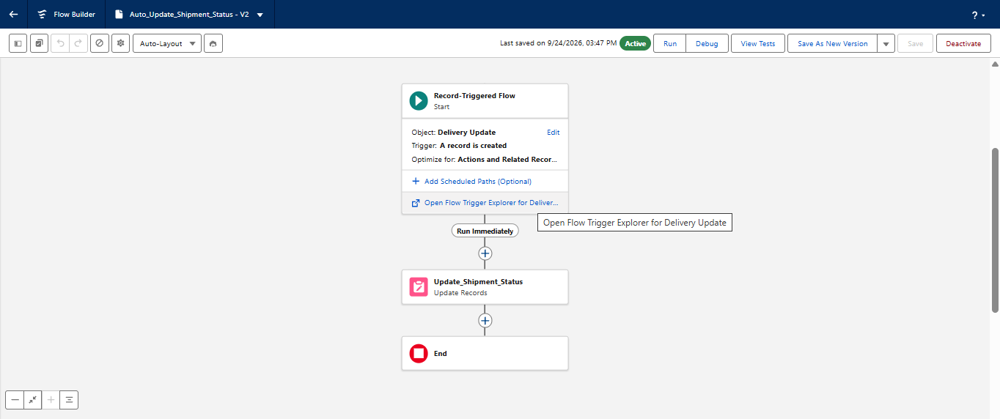 Flow Builder Auto_Update_Shipment_Status - V2 ?
Auto-Layout Last saved on 9/24/2026, 03:47 PM Active Run Debug View Tests Save As New Version Save Deactivate
Record-Triggered Flow
Start
Object: Delivery Update Edit
Trigger: A record is created
Optimize for: Actions and Related Recor...
Add Scheduled Paths (Optional)
Open Flow Trigger Explorer for Deliver...
Open Flow Trigger Explorer for Delivery Update
Run Immediately
Update_Shipment_Status
Update Records
End